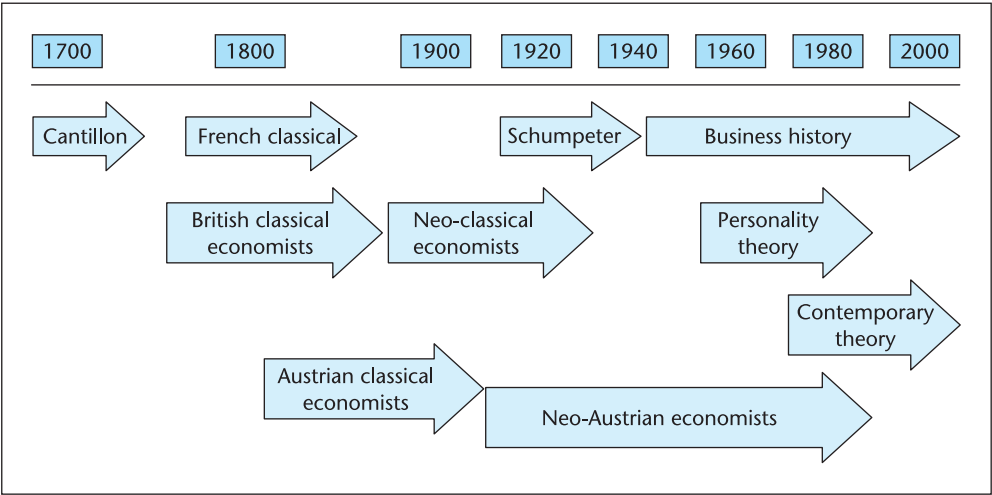 1700 1800 1900 1920 1940 1960 1980 2000
Cantillon French classical Schumpeter Business history
British classical
economists
Neo-classical
economists
Personality
theory
Contemporary
theory
Austrian classical
economists
Neo-Austrian economists